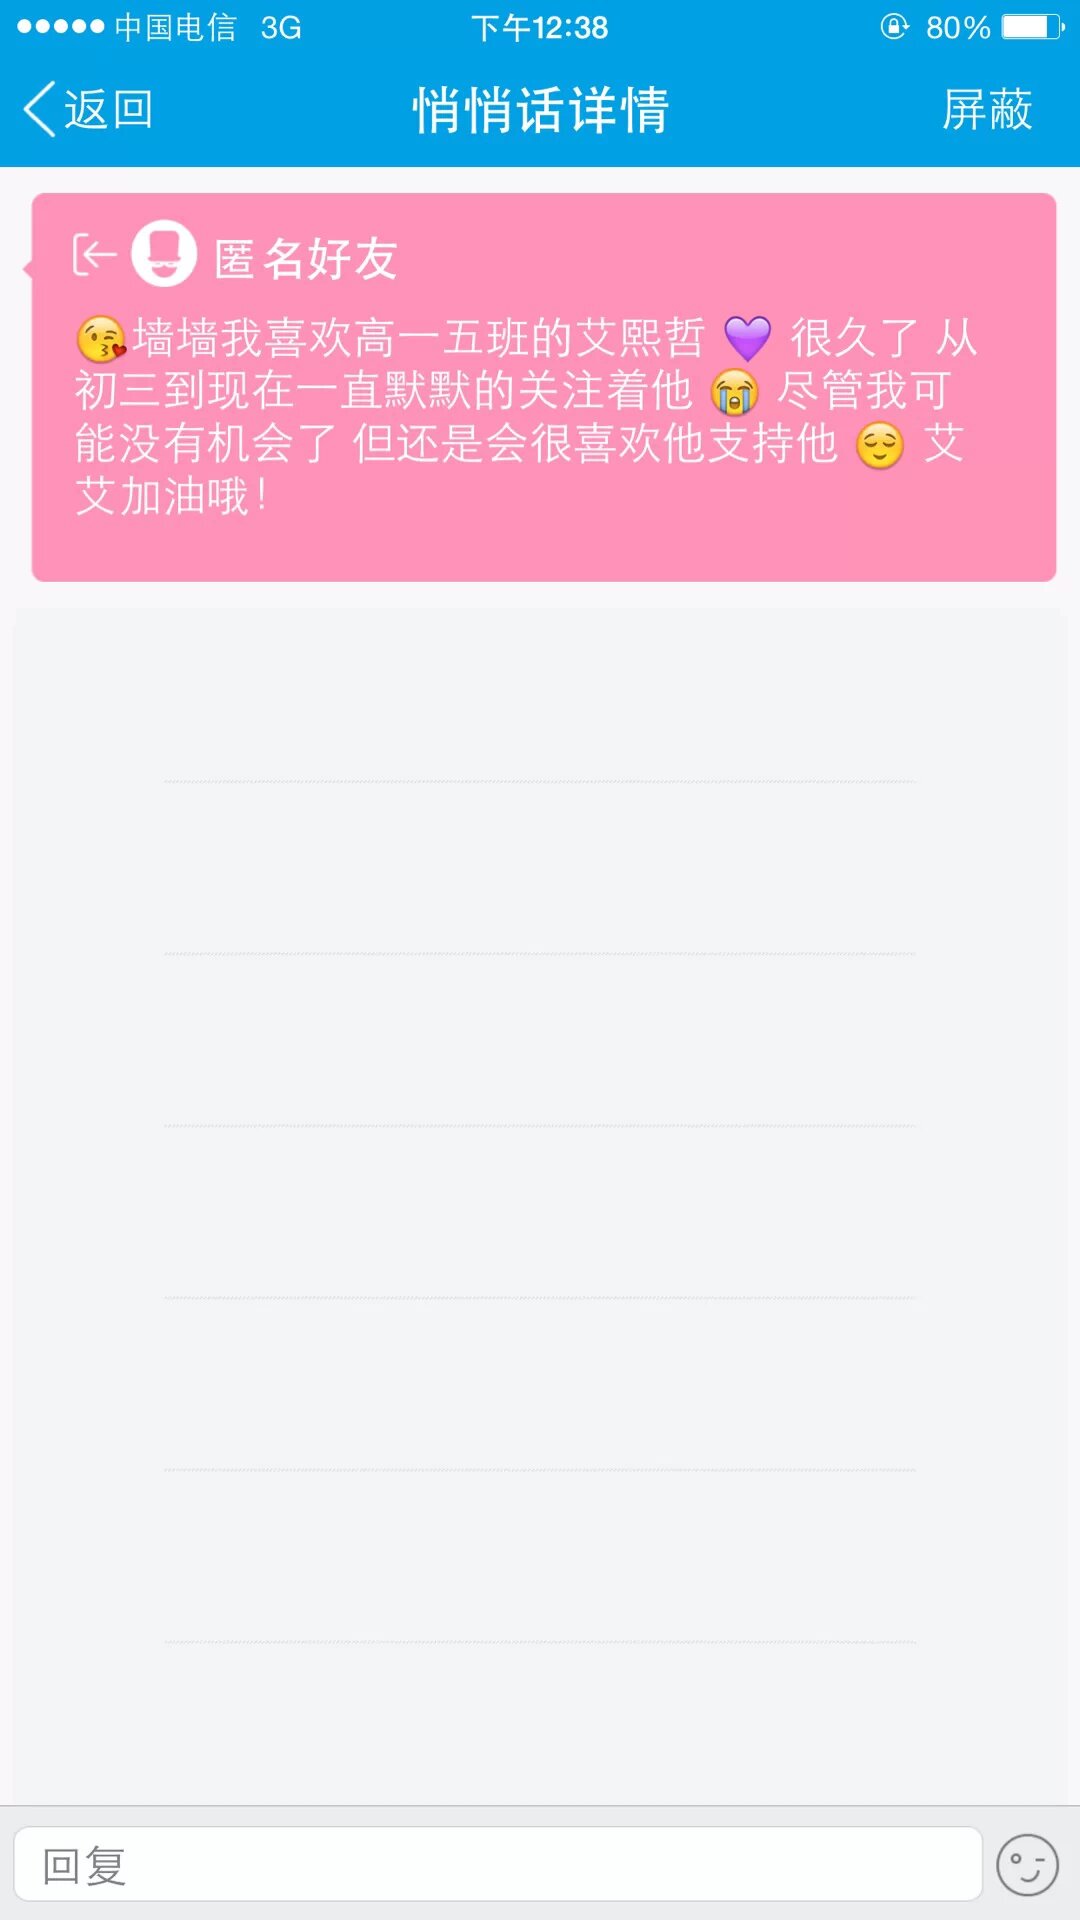 中国电信 3G 下午12:38 80%
返回 悄悄话详情 屏蔽
匿名好友
😘墙墙我喜欢高一五班的艾熙哲 💜 很久了 从
初三到现在一直默默的关注着他 😭 尽管我可
能没有机会了 但还是会很喜欢他支持他 😌 艾
艾加油哦!
回复